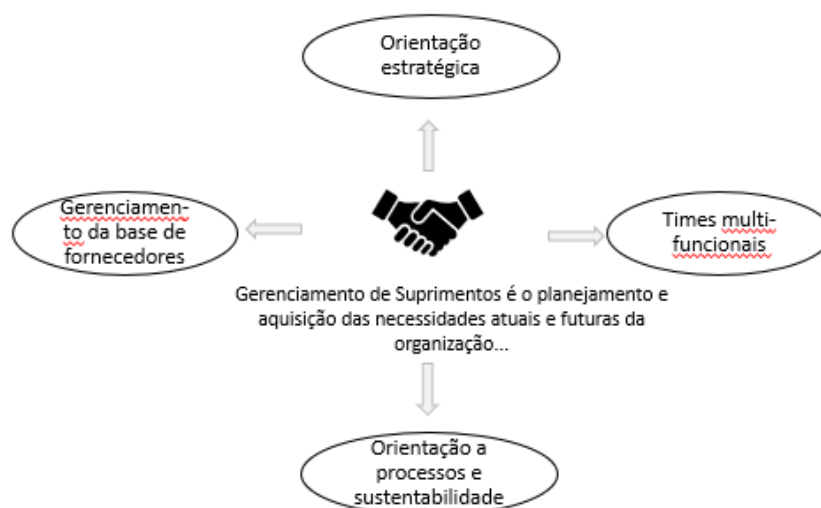 Orientação
estratégica
Gerenciamen-
to da base de
fornecedores
Times multi-
funcionais
Gerenciamento de Suprimentos é o planejamento e
aquisição das necessidades atuais e futuras da
organização...
Orientação a
processos e
sustentabilidade